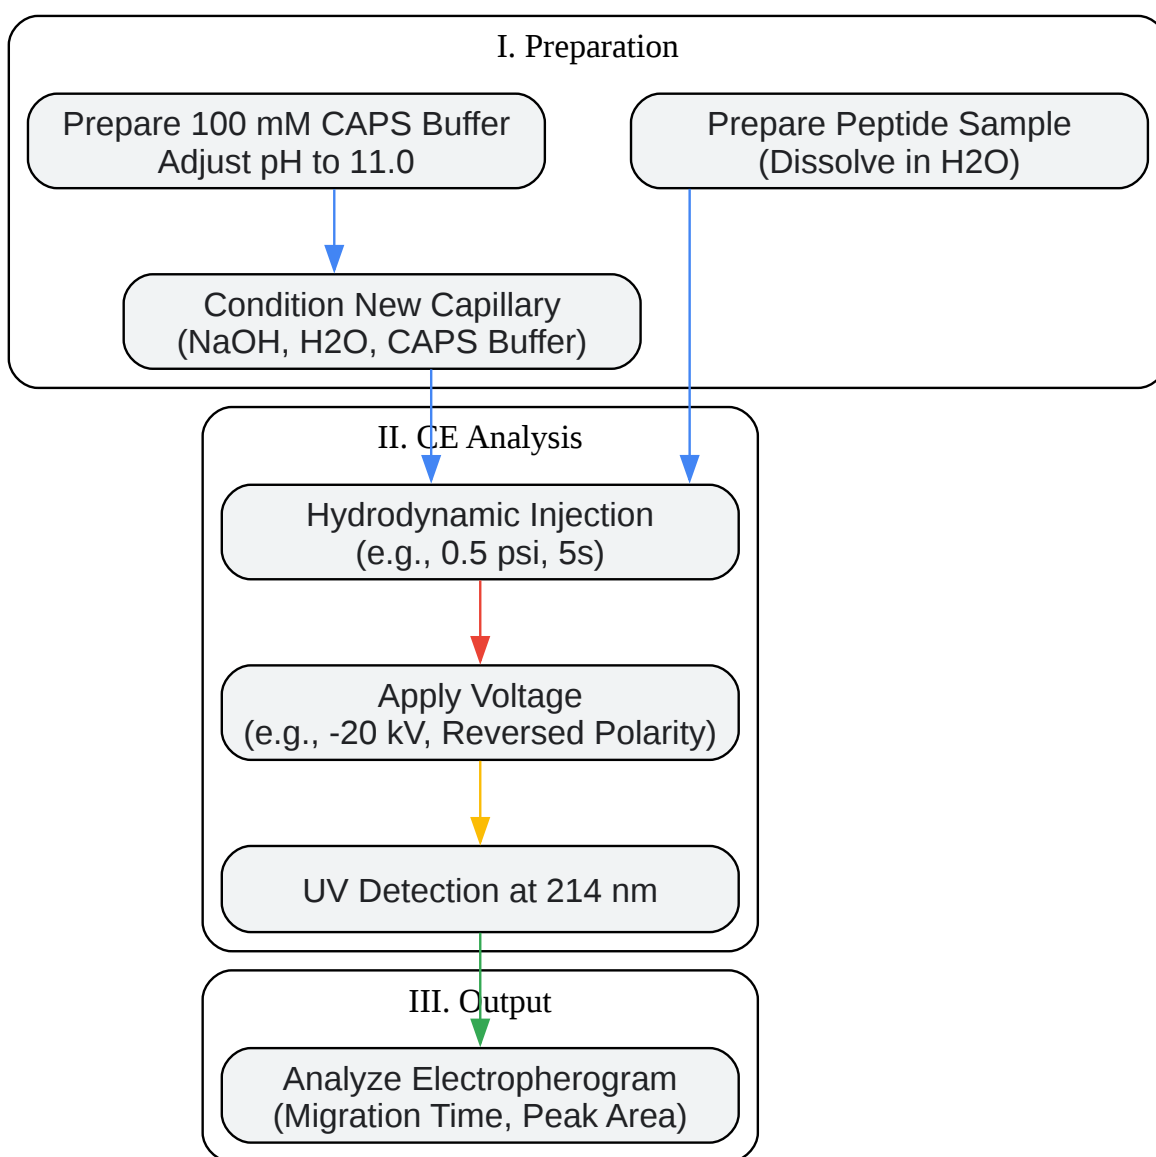 I. Preparation
Prepare 100 mM CAPS Buffer
Adjust pH to 11.0
Prepare Peptide Sample
(Dissolve in H2O)
Condition New Capillary
(NaOH, H2O, CAPS Buffer)
II. CE Analysis
Hydrodynamic Injection
(e.g., 0.5 psi, 5s)
Apply Voltage
(e.g., -20 kV, Reversed Polarity)
UV Detection at 214 nm
III. Output
Analyze Electropherogram
(Migration Time, Peak Area)